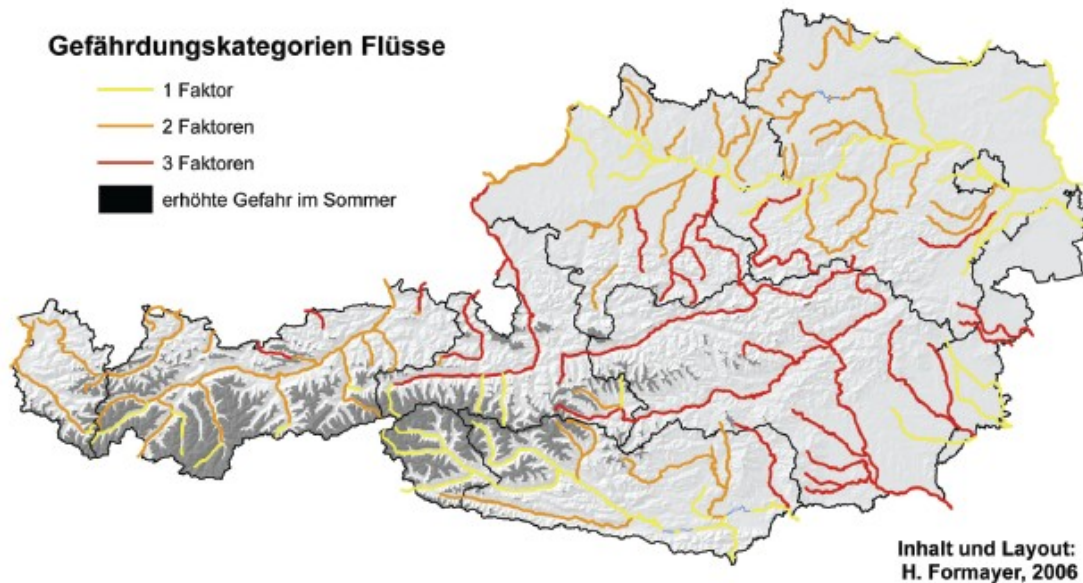 Gefährdungskategorien Flüsse
1 Faktor
2 Faktoren
3 Faktoren
erhöhte Gefahr im Sommer
Inhalt und Layout:
H. Formayer, 2006